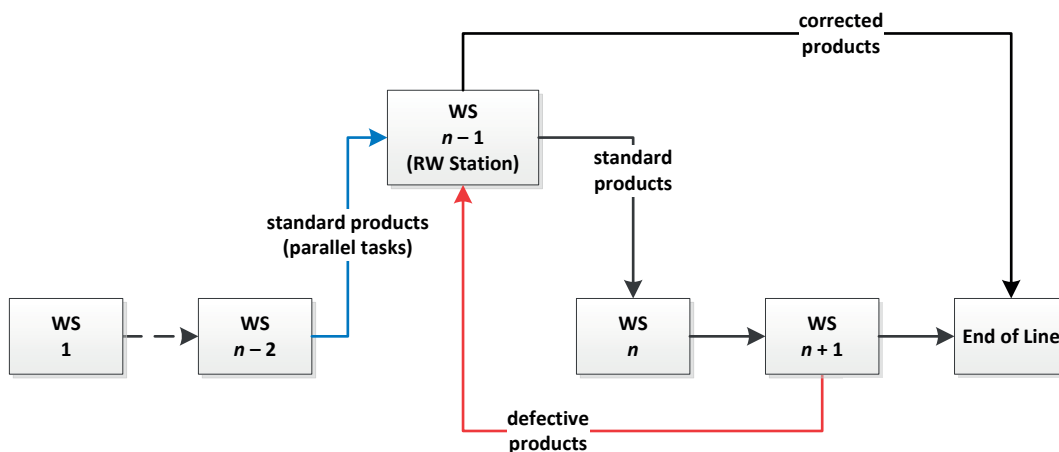 corrected
products
WS
n – 1
(RW Station)
standard
products
standard products
(parallel tasks)
WS
1
WS
n – 2
WS
n
WS
n + 1
End of Line
defective
products